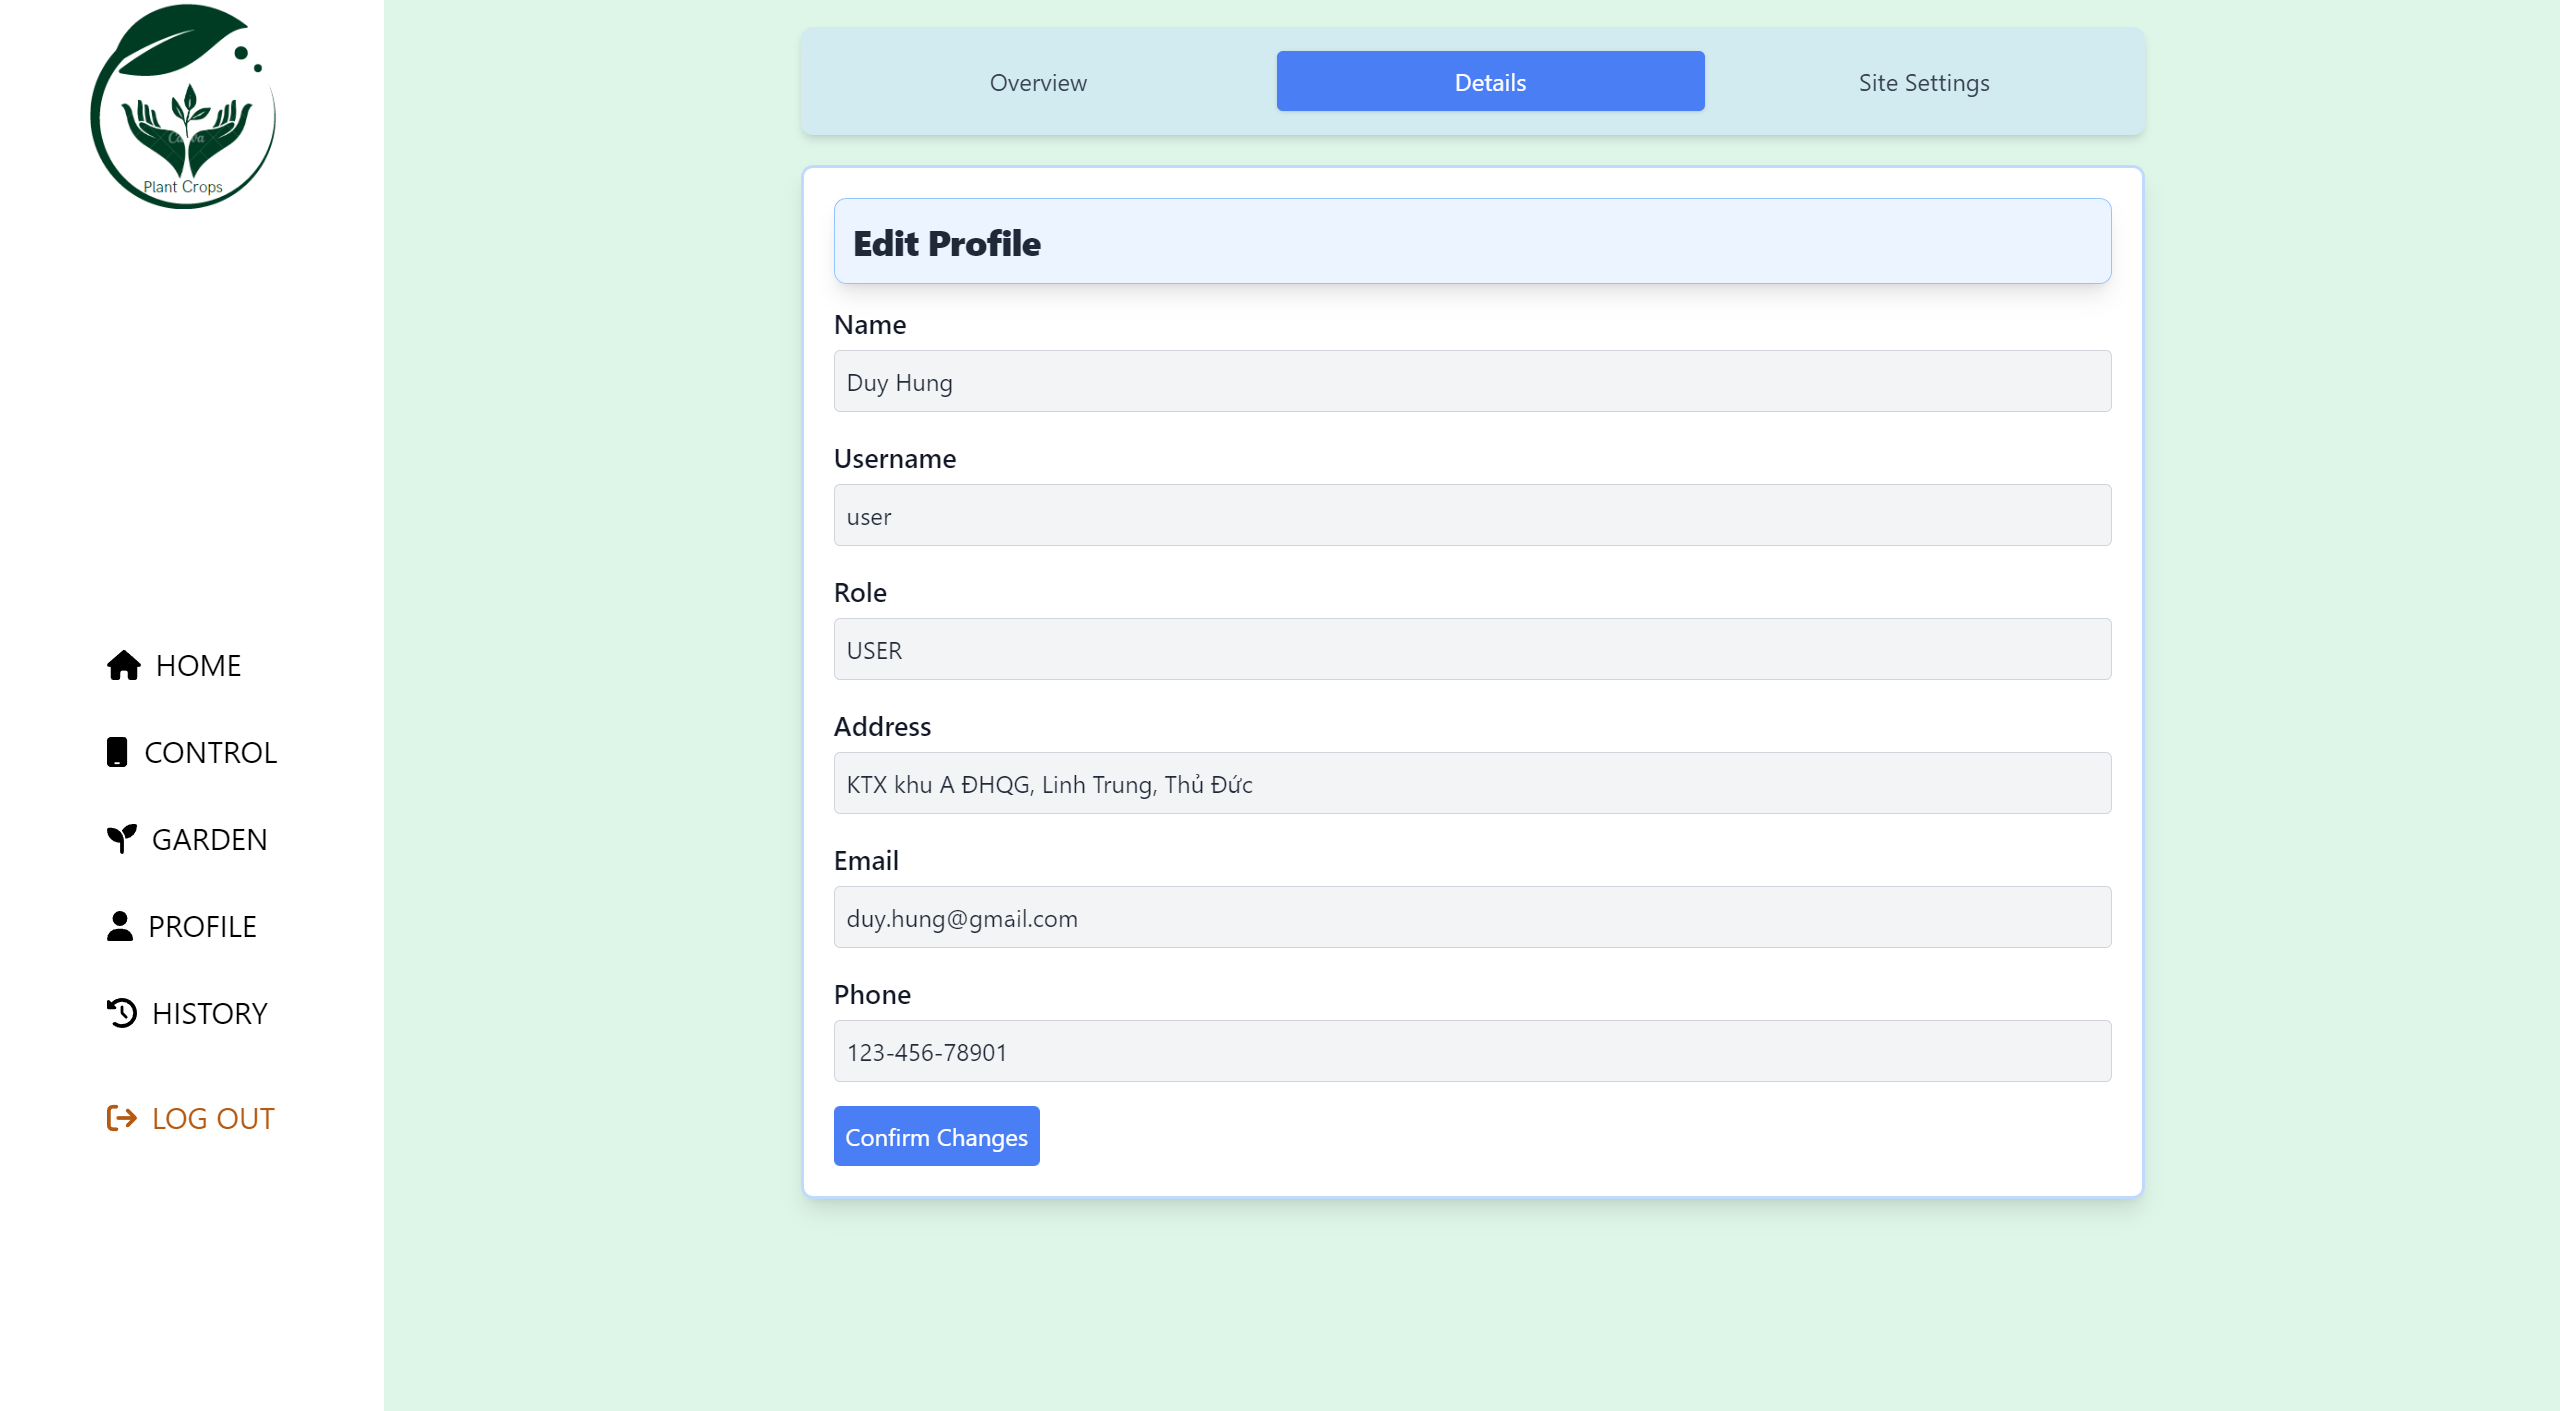 Canva
Plant Crops
HOME
CONTROL
GARDEN
PROFILE
HISTORY
LOG OUT
Overview
Details
Site Settings
Edit Profile
Name
Duy Hung
Username
user
Role
USER
Address
KTX khu A ĐHQG, Linh Trung, Thủ Đức
Email
duy.hung@gmail.com
Phone
123-456-78901
Confirm Changes